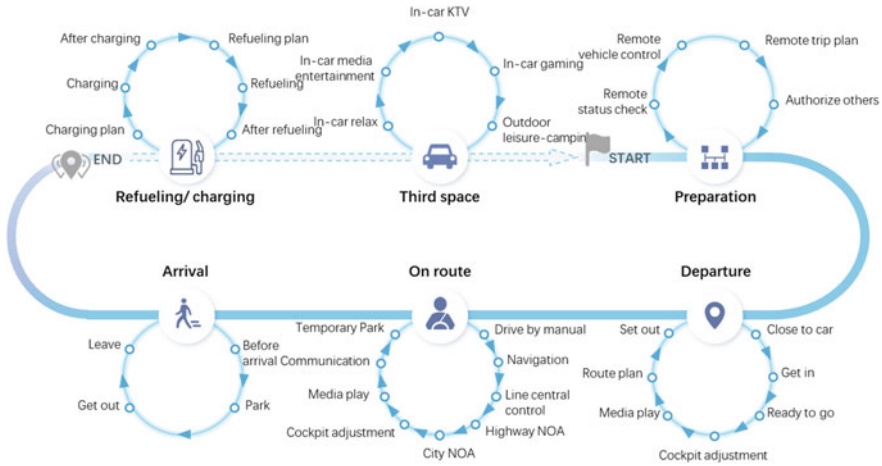 In-car KTV
After charging
Refueling plan
Remote
vehicle control
Remote trip plan
In-car media
entertainment
In-car gaming
Charging
Refueling
Remote
status check
Authorize others
Charging plan
After refueling
In-car relax
Outdoor
leisure-campin
END
START
Refueling/ charging
Third space
Preparation
Arrival
On route
Departure
Leave
Before
arrival
Get out
Park
Temporary Park
Drive by manual
Communication
Navigation
Media play
Line central
control
Cockpit adjustment
Highway NOA
City NOA
Set out
Close to car
Route plan
Get in
Media play
Ready to go
Cockpit adjustment